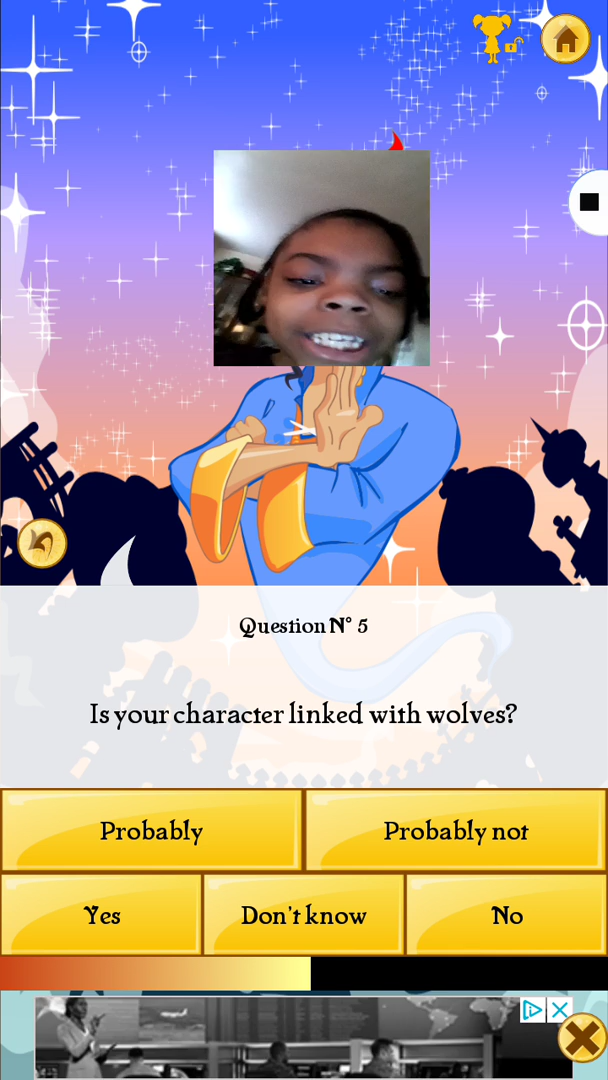 Question N° 5
Is your character linked with wolves?
Probably
Probably not
Yes
Don't know
No